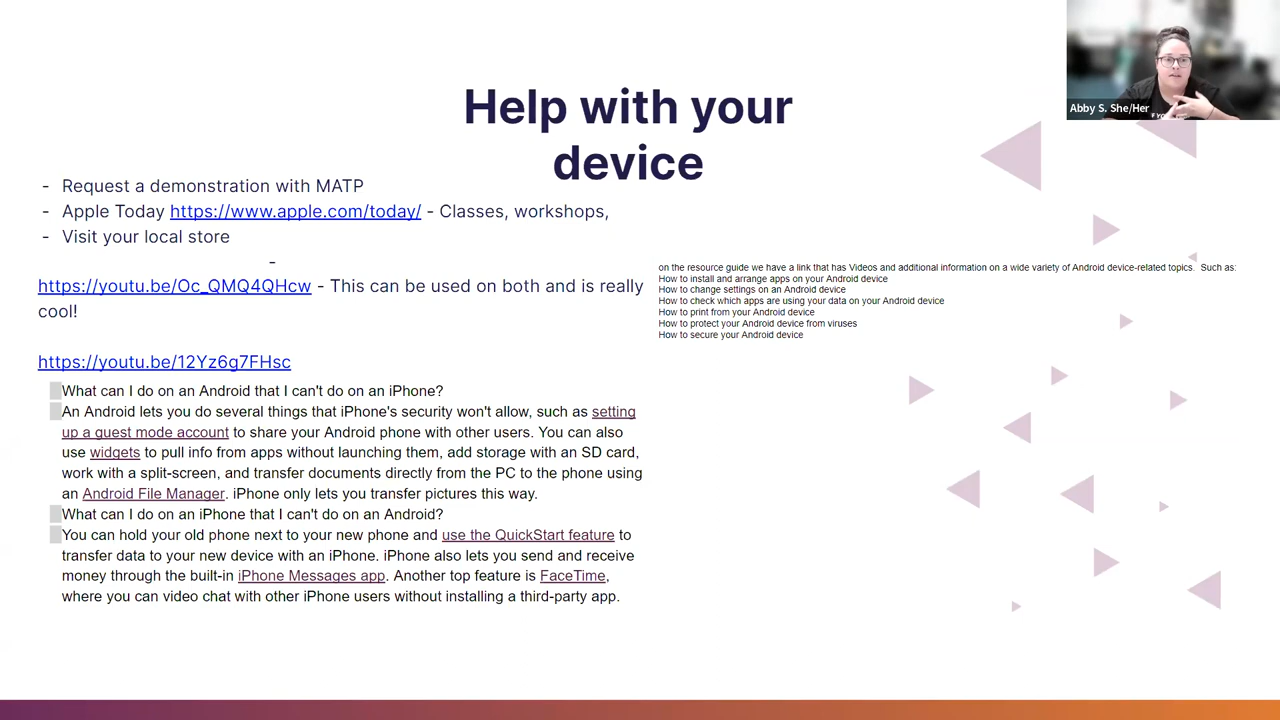 Help with your
device
- Request a demonstration with MATP
- Apple Today https://www.apple.com/today/ - Classes, workshops,
- Visit your local store
-
https://youtu.be/Oc_QMQ4QHcw - This can be used on both and is really
cool!
https://youtu.be/12Yz6g7FHsc
What can I do on an Android that I can't do on an iPhone?
An Android lets you do several things that iPhone's security won't allow, such as setting
up a guest mode account to share your Android phone with other users. You can also
use widgets to pull info from apps without launching them, add storage with an SD card,
work with a split-screen, and transfer documents directly from the PC to the phone using
an Android File Manager. iPhone only lets you transfer pictures this way.
What can I do on an iPhone that I can't do on an Android?
You can hold your old phone next to your new phone and use the QuickStart feature to
transfer data to your new device with an iPhone. iPhone also lets you send and receive
money through the built-in iPhone Messages app. Another top feature is FaceTime,
where you can video chat with other iPhone users without installing a third-party app.
on the resource guide we have a link that has Videos and additional information on a wide variety of Android device-related topics. Such as:
How to install and arrange apps on your Android device
How to change settings on an Android device
How to check which apps are using your data on your Android device
How to print from your Android device
How to protect your Android device from viruses
How to secure your Android device
Abby S. She/Her